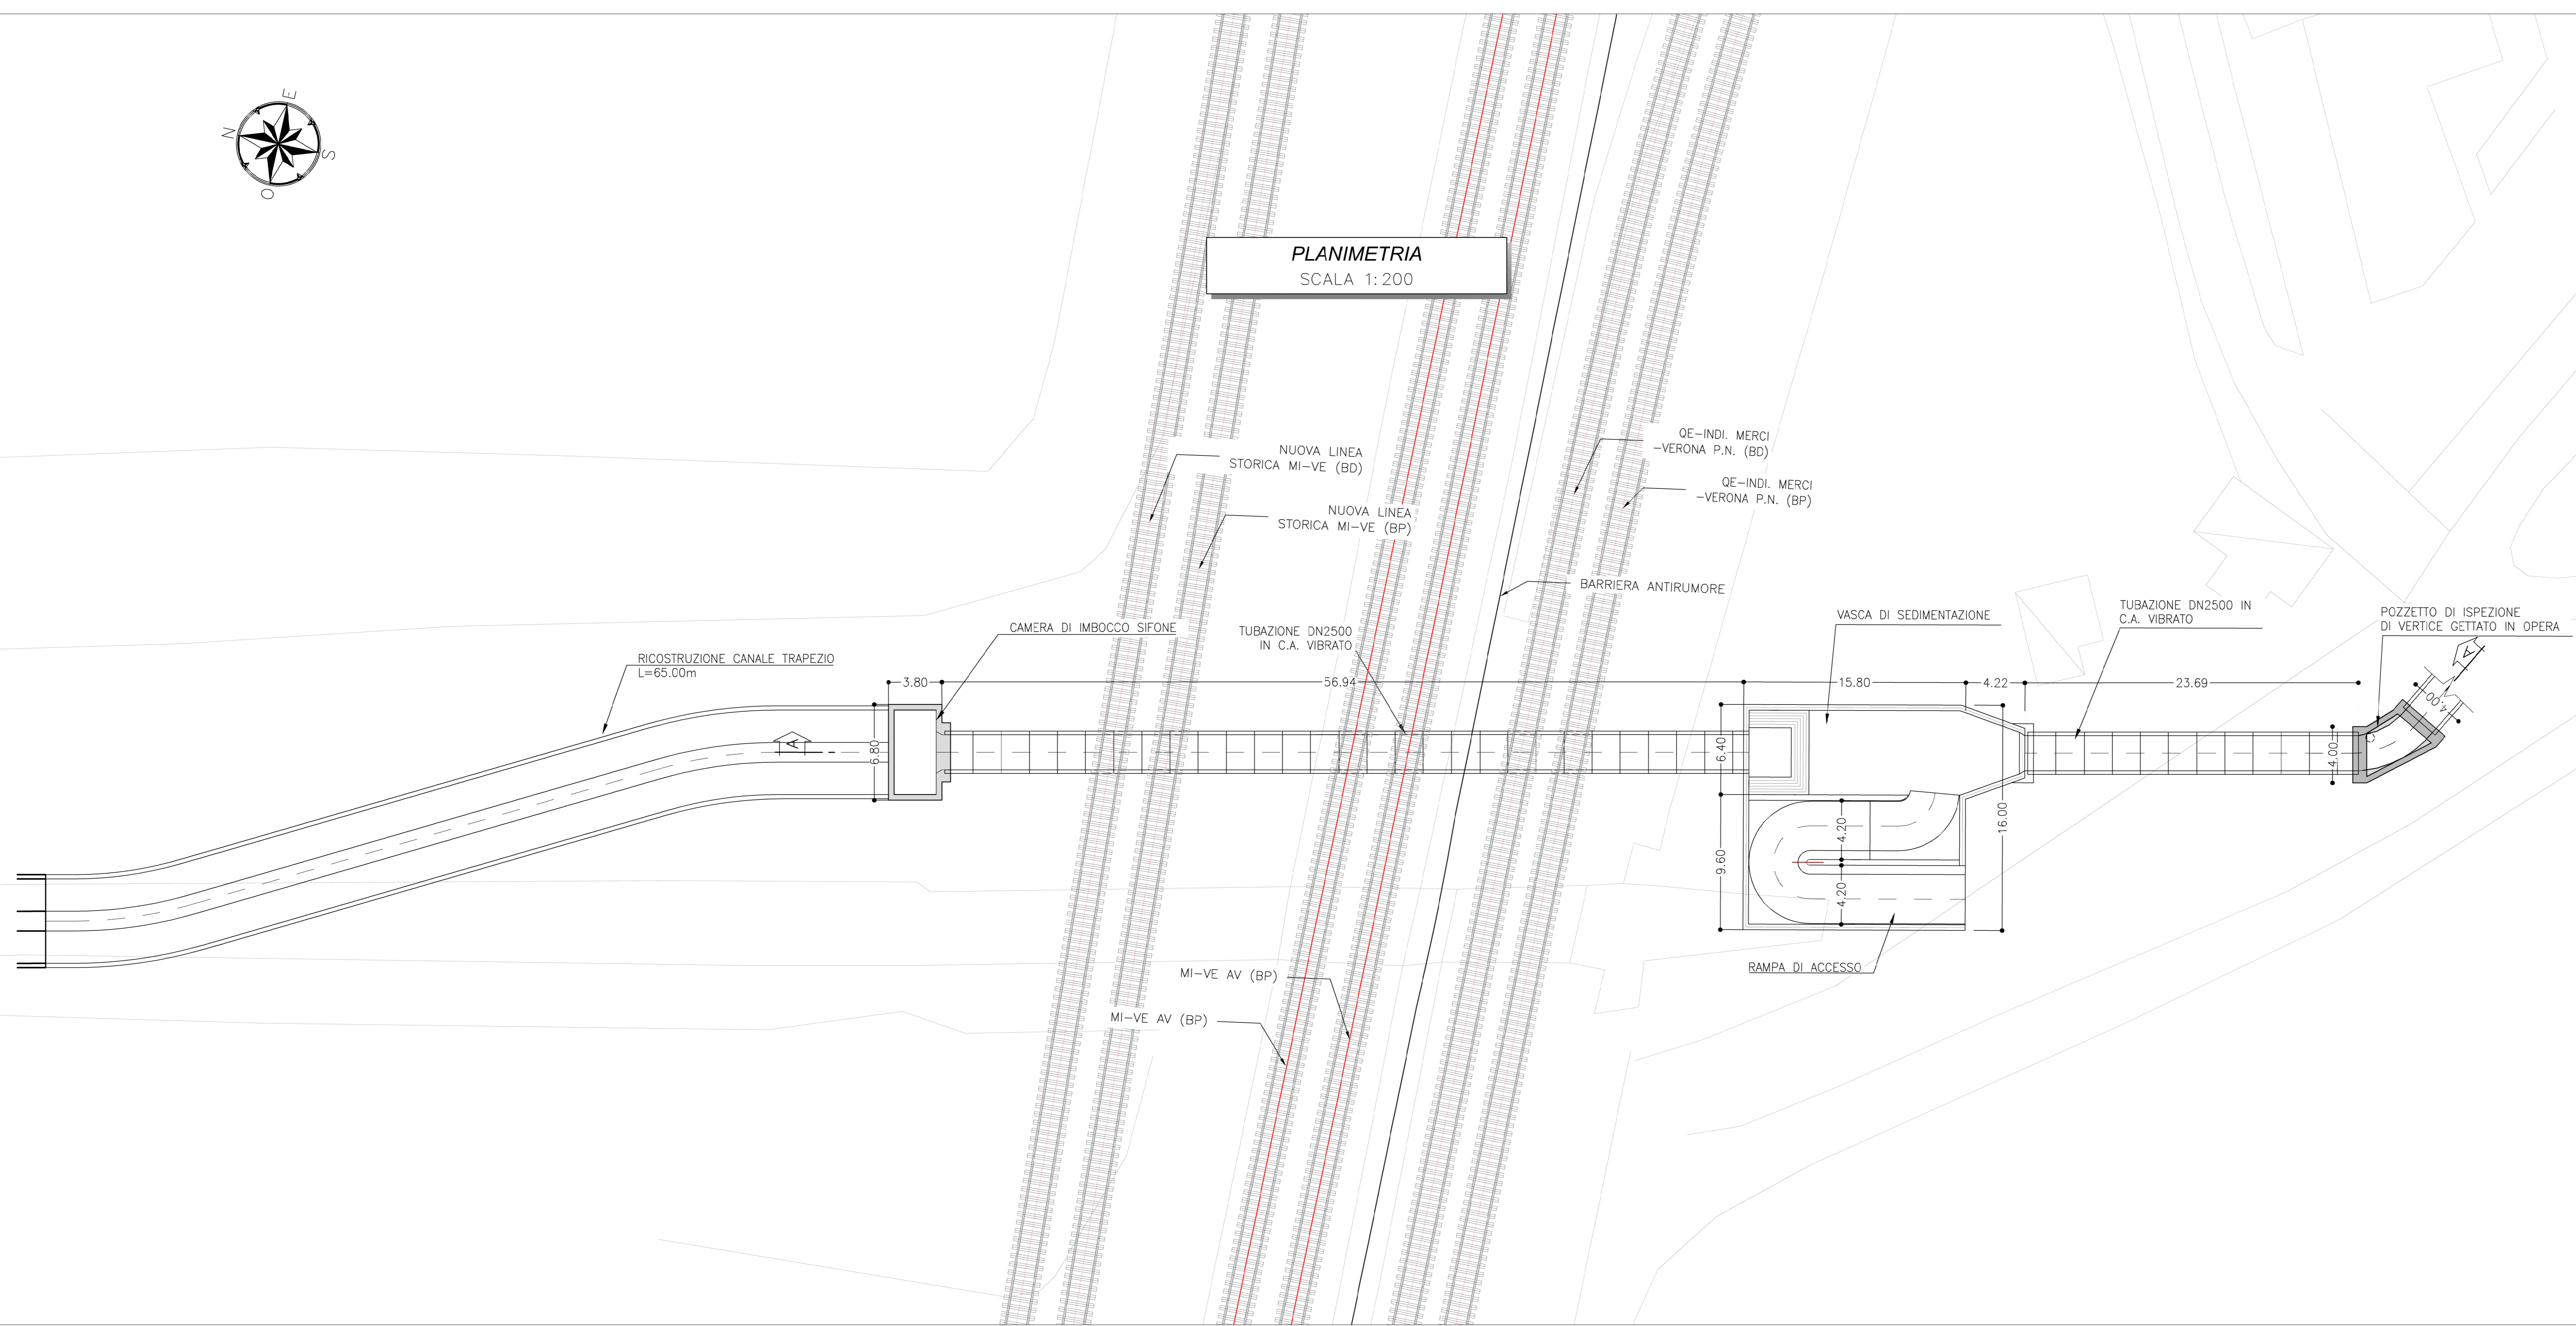 E
N
S
O
PLANIMETRIA
SCALA 1:200
NUOVA LINEA
STORICA MI-VE (BD)
NUOVA LINEA
STORICA MI-VE (BP)
QE-INDI. MERCI
-VERONA P.N. (BD)
QE-INDI. MERCI
-VERONA P.N. (BP)
BARRIERA ANTIRUMORE
CAMERA DI IMBOCCO SIFONE
TUBAZIONE DN2500
IN C.A. VIBRATO
VASCA DI SEDIMENTAZIONE
TUBAZIONE DN2500 IN
C.A. VIBRATO
POZZETTO DI ISPEZIONE
DI VERTICE GETTATO IN OPERA
RICOSTRUZIONE CANALE TRAPEZIO
L=65.00m
3.80
56.94
15.80
4.22
23.69
A
4.00
A
6.80
6.40
4.00
9.60
4.20
4.20
16.00
RAMPA DI ACCESSO
MI-VE AV (BP)
MI-VE AV (BP)